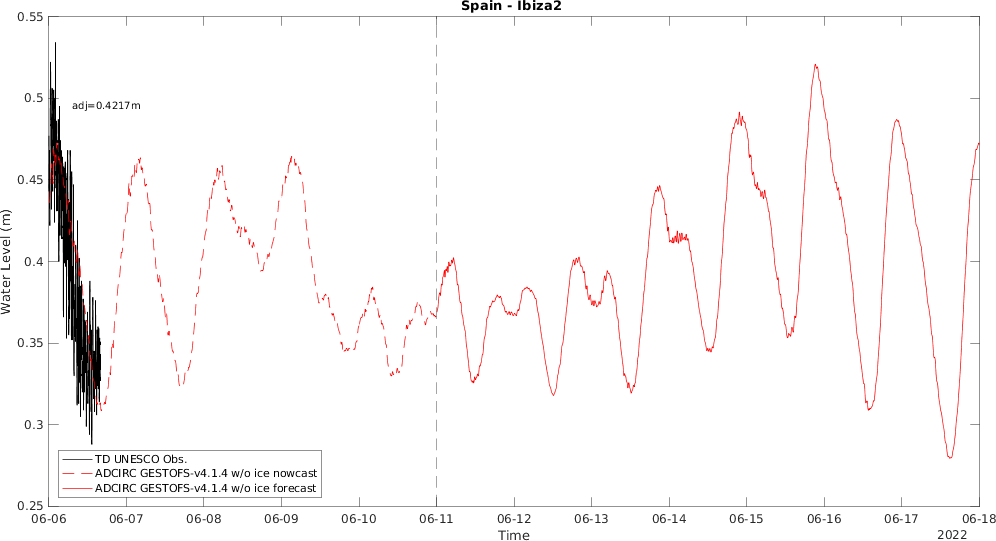 Spain - Ibiza2
0.55
0.5
0.45
0.4
0.35
0.3
0.25
Water Level (m)
adj=0.4217m
TD UNESCO Obs.
ADCIRC GESTOFS-v4.1.4 w/o ice nowcast
ADCIRC GESTOFS-v4.1.4 w/o ice forecast
06-06 06-07 06-08 06-09 06-10 06-11 06-12 06-13 06-14 06-15 06-16 06-17 06-18
Time
2022